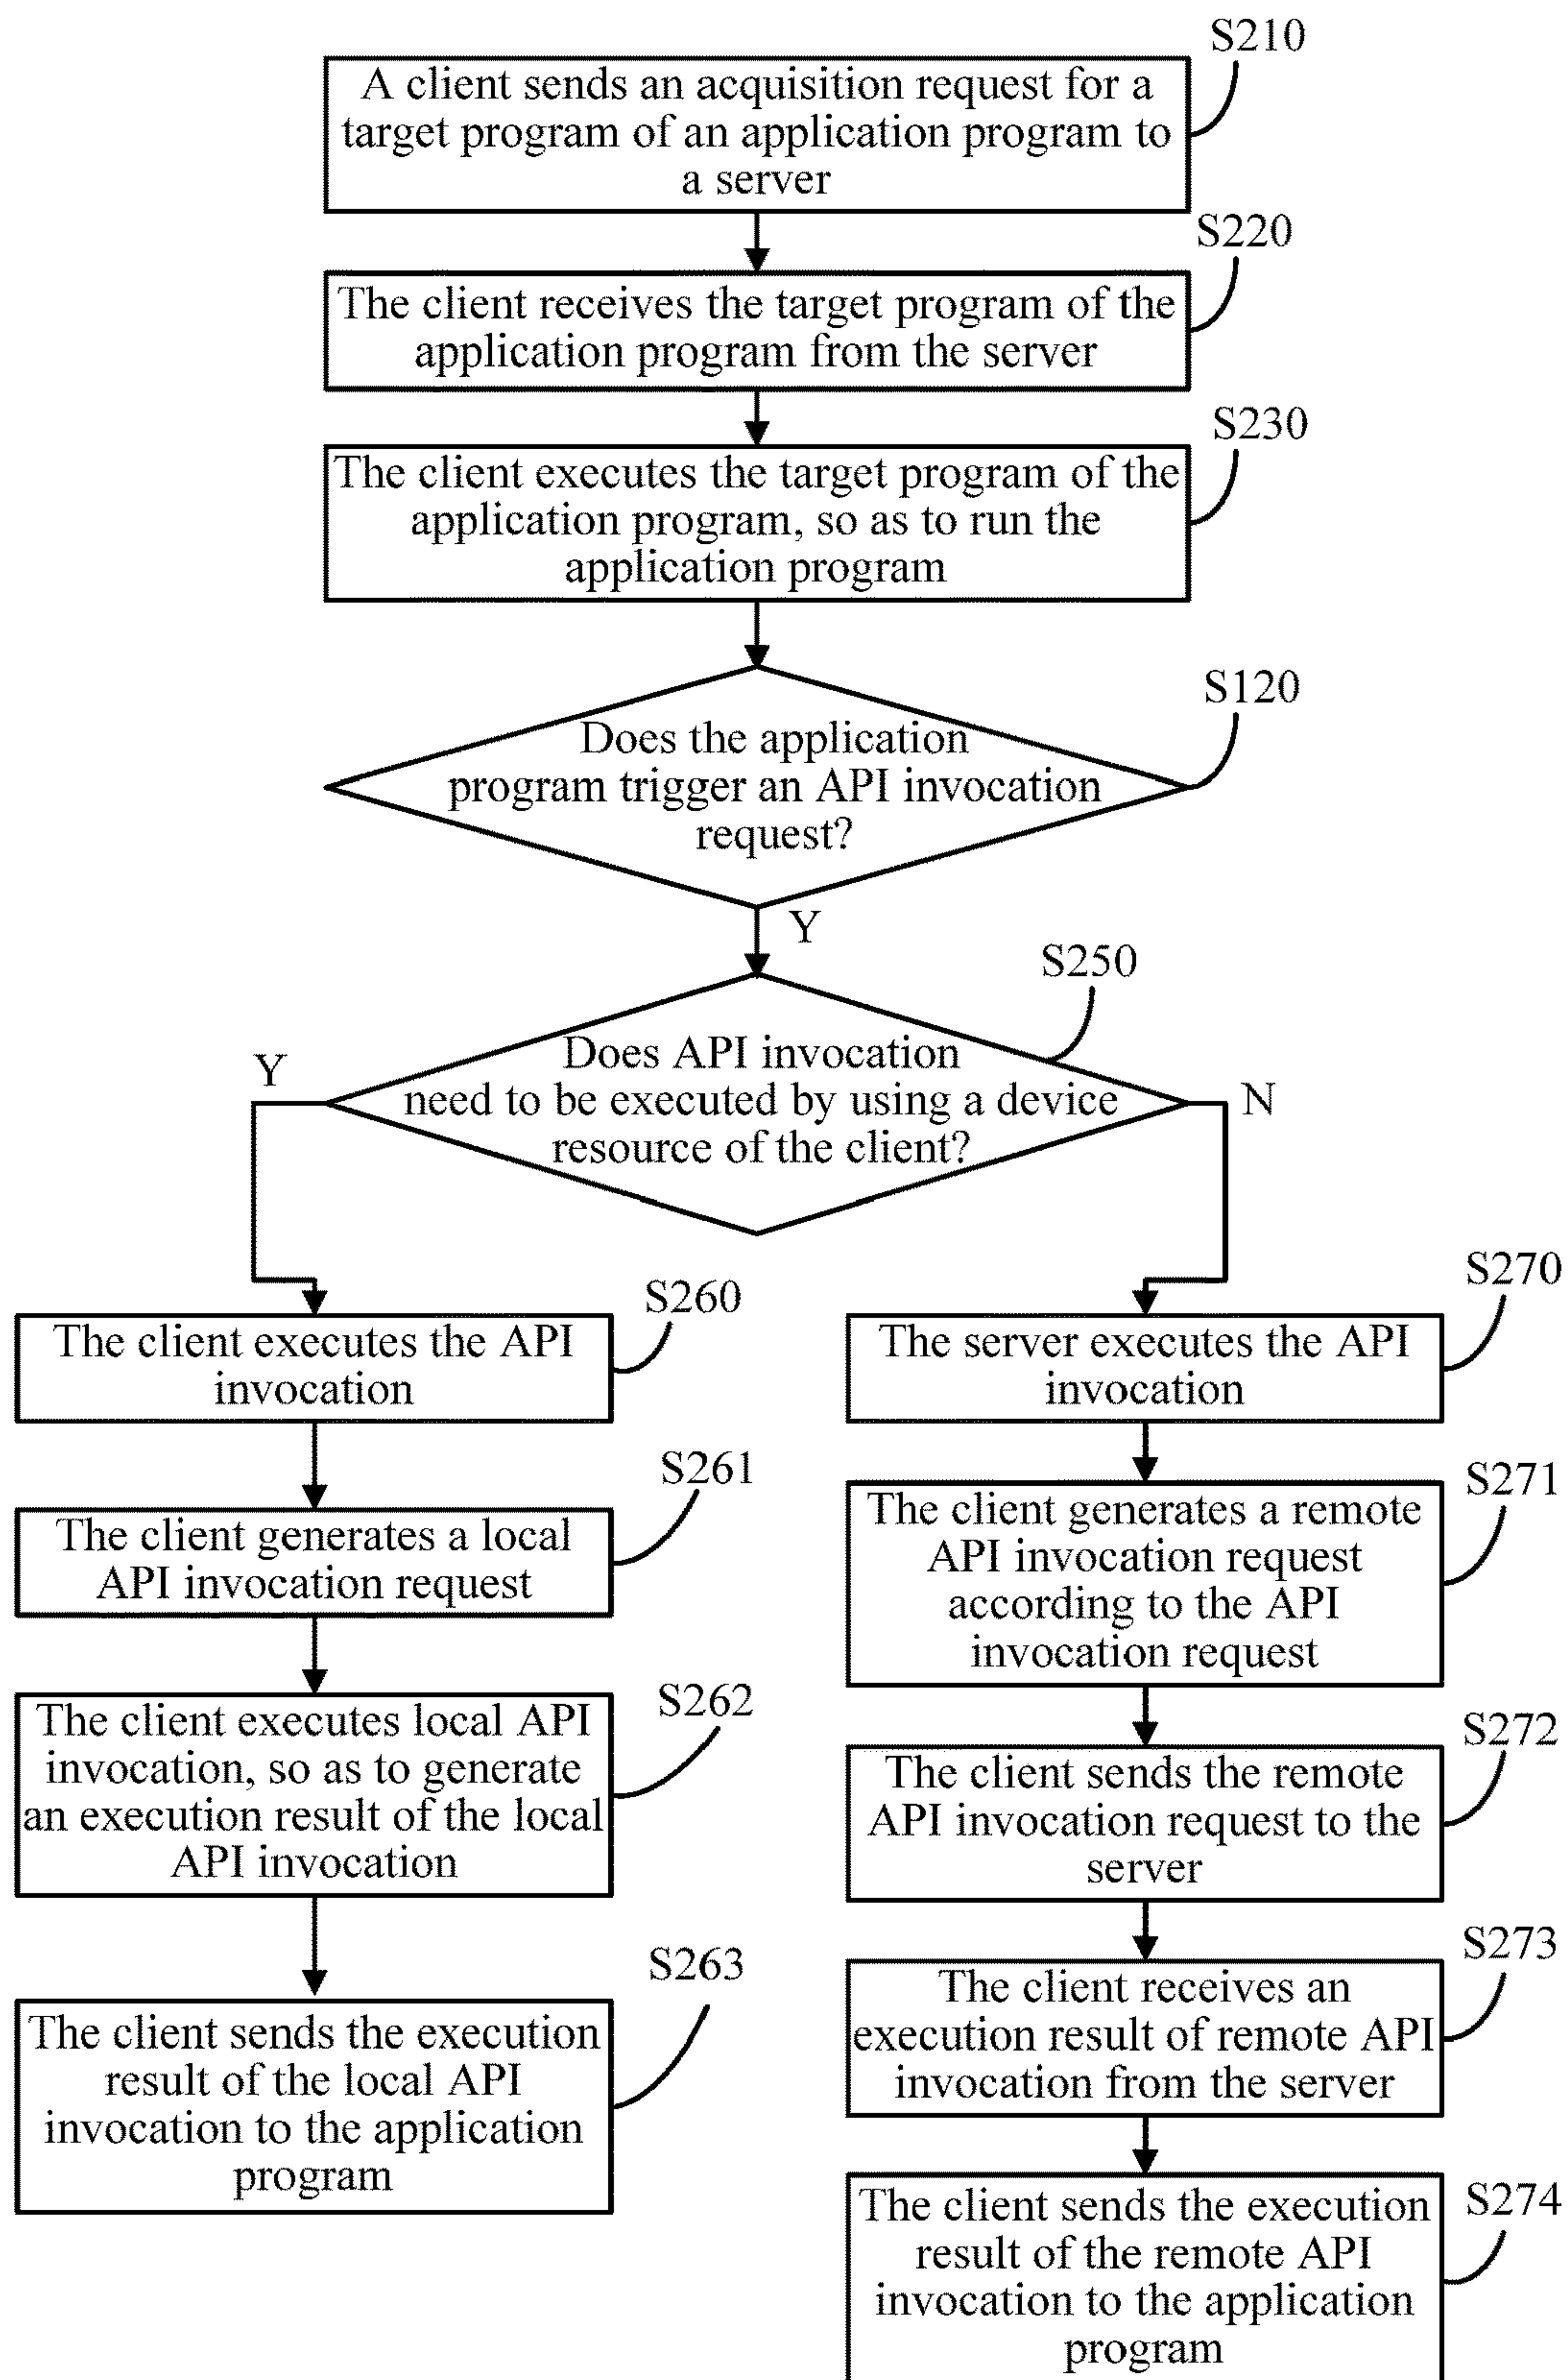 S210
A client sends an acquisition request for a
target program of an application program to
a server
S220
The client receives the target program of the
application program from the server
S230
The client executes the target program of the
application program, so as to run the
application program
S120
Does the application
program trigger an API invocation
request?
Y
S250
Does API invocation
need to be executed by using a device
resource of the client?
Y
N
S260
The client executes the API
invocation
S261
The client generates a local
API invocation request
S262
The client executes local API
invocation, so as to generate
an execution result of the local
API invocation
S263
The client sends the execution
result of the local API
invocation to the application
program
S270
The server executes the API
invocation
S271
The client generates a remote
API invocation request
according to the API
invocation request
S272
The client sends the remote
API invocation request to the
server
S273
The client receives an
execution result of remote API
invocation from the server
S274
The client sends the execution
result of the remote API
invocation to the application
program